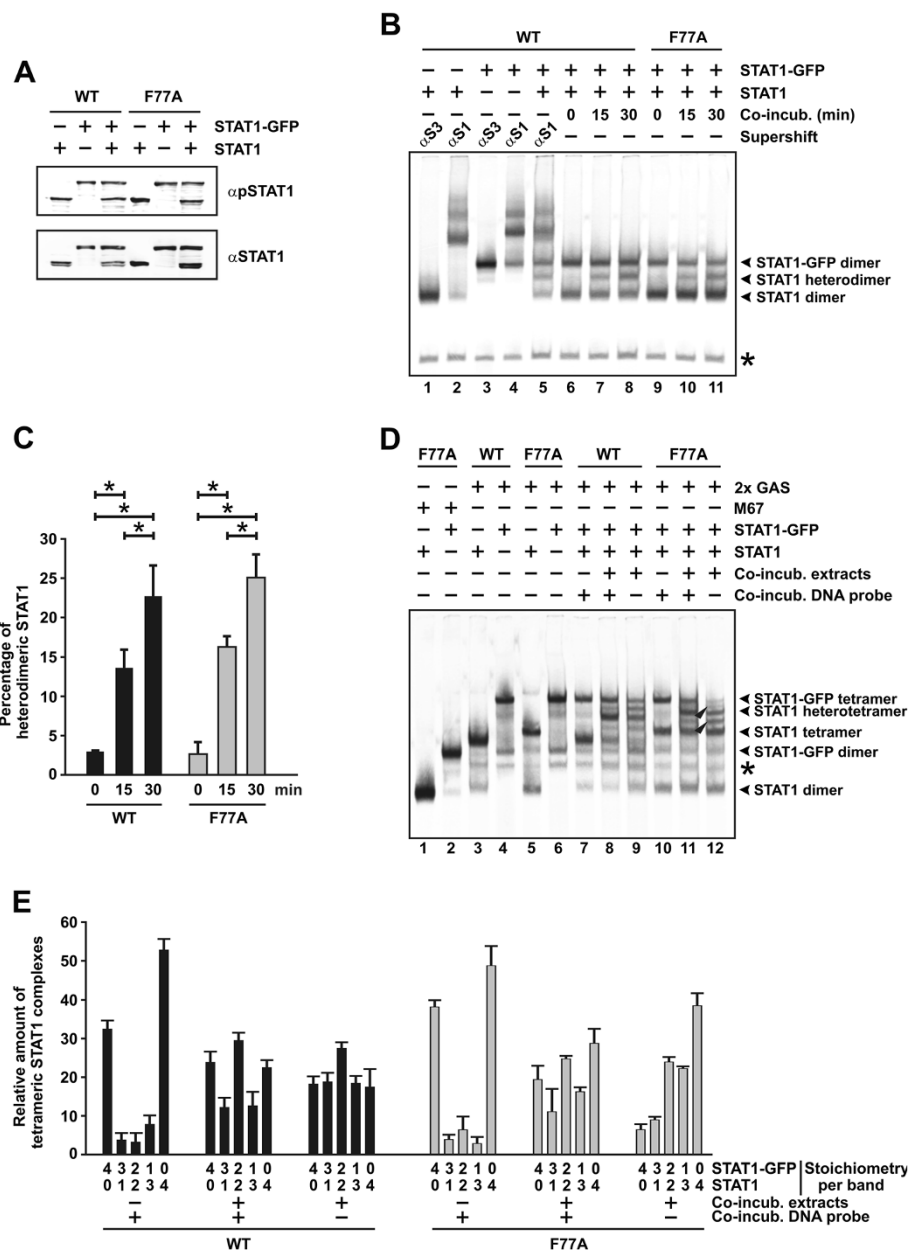 A
WT F77A
– + + – + + STAT1-GFP
+ – + + – + STAT1
αpSTAT1
αSTAT1
B
WT F77A
– – + + + + + + + + + STAT1-GFP
+ + – – + + + + + + + STAT1
0 15 30 0 15 30 Co-incub. (min)
αS3 αS1 αS3 αS1 αS1 – – – – – – Supershift
STAT1-GFP dimer
STAT1 heterodimer
STAT1 dimer
*
1 2 3 4 5 6 7 8 9 10 11
C
* *
* *
* *
Percentage of
heterodimeric STAT1
30
25
20
15
10
5
0
0 15 30 0 15 30 min
WT F77A
D
F77A WT F77A WT F77A
– – + + + + + + + + + + 2x GAS
+ + – – – – – – – – – – M67
– + – + – + + + + + + + STAT1-GFP
+ – + – + – + + + + + + STAT1
– – – – – – – + + – + + Co-incub. extracts
– – – – – – + + – + + – Co-incub. DNA probe
STAT1-GFP tetramer
STAT1 heterotetramer
STAT1 tetramer
STAT1-GFP dimer
*
STAT1 dimer
1 2 3 4 5 6 7 8 9 10 11 12
E
Relative amount of
tetrameric STAT1 complexes
60
50
40
30
20
10
0
4 3 2 1 0 4 3 2 1 0 4 3 2 1 0 4 3 2 1 0 4 3 2 1 0 4 3 2 1 0 STAT1-GFP Stoichiometry
0 1 2 3 4 0 1 2 3 4 0 1 2 3 4 0 1 2 3 4 0 1 2 3 4 0 1 2 3 4 STAT1 per band
– + + – + + Co-incub. extracts
+ + – + + – Co-incub. DNA probe
WT F77A